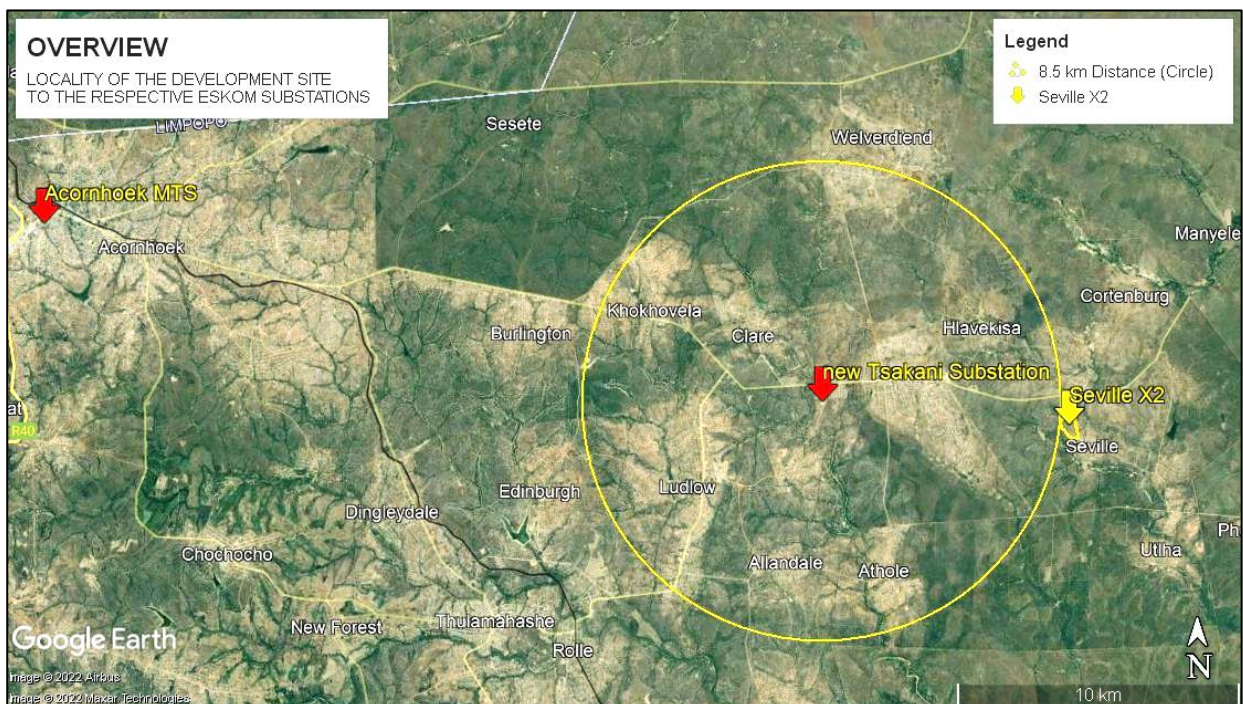 OVERVIEW
LOCALITY OF THE DEVELOPMENT SITE
TO THE RESPECTIVE ESKOM SUBSTATIONS
Legend
8.5 km Distance (Circle)
Seville X2
LIMPOPO
Sesete
Welverdiend
Acornhoek MTS
Acornhoek
Manyele
Cortenburg
Khokhovela
Burlington
Clare
Hlavekisa
new Tsakani Substation
Seville X2
at
R40
Seville
Ludlow
Edinburgh
Dingleydale
Chochocho
Allandale
Athole
Utlha
Ph
New Forest
Thulamahashe
Rolle
Google Earth
Image © 2022 Airbus
Image © 2022 Maxar Technologies
N
10 km